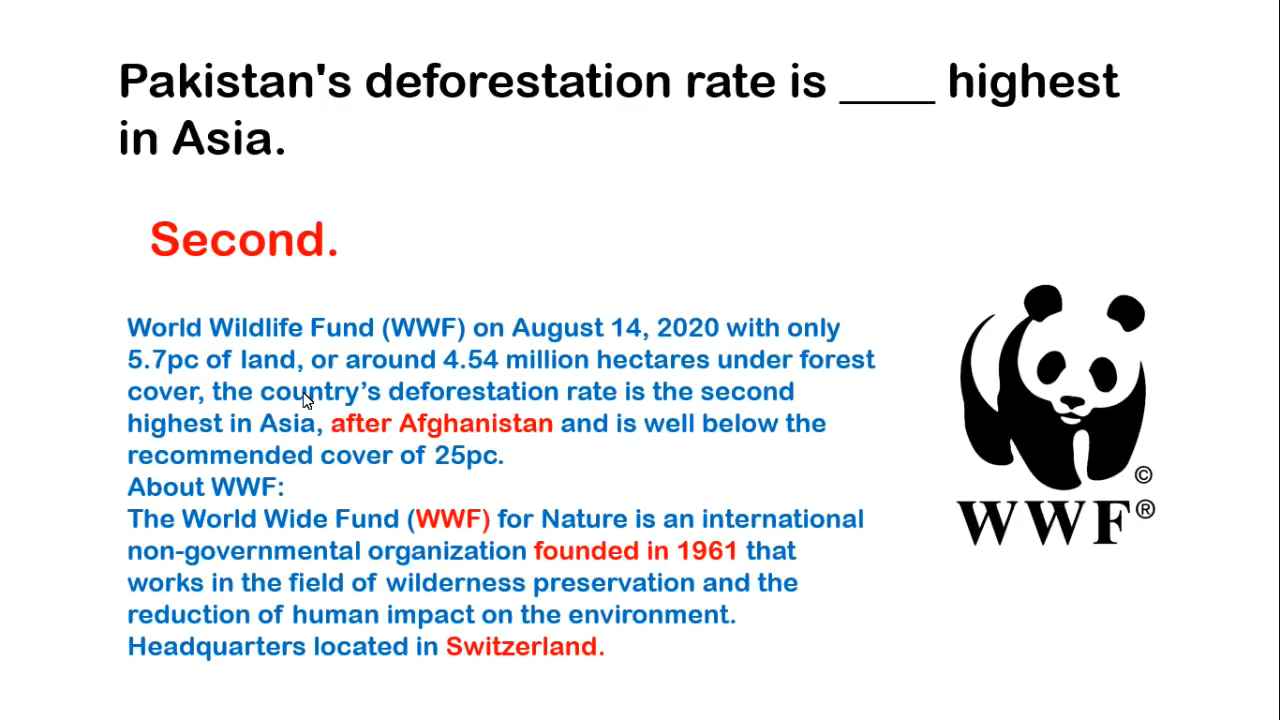 Pakistan's deforestation rate is ____ highest
in Asia.
Second.
World Wildlife Fund (WWF) on August 14, 2020 with only
5.7pc of land, or around 4.54 million hectares under forest
cover, the country’s deforestation rate is the second
highest in Asia, after Afghanistan and is well below the
recommended cover of 25pc.
About WWF:
The World Wide Fund (WWF) for Nature is an international
non-governmental organization founded in 1961 that
works in the field of wilderness preservation and the
reduction of human impact on the environment.
Headquarters located in Switzerland.
©
WWF®